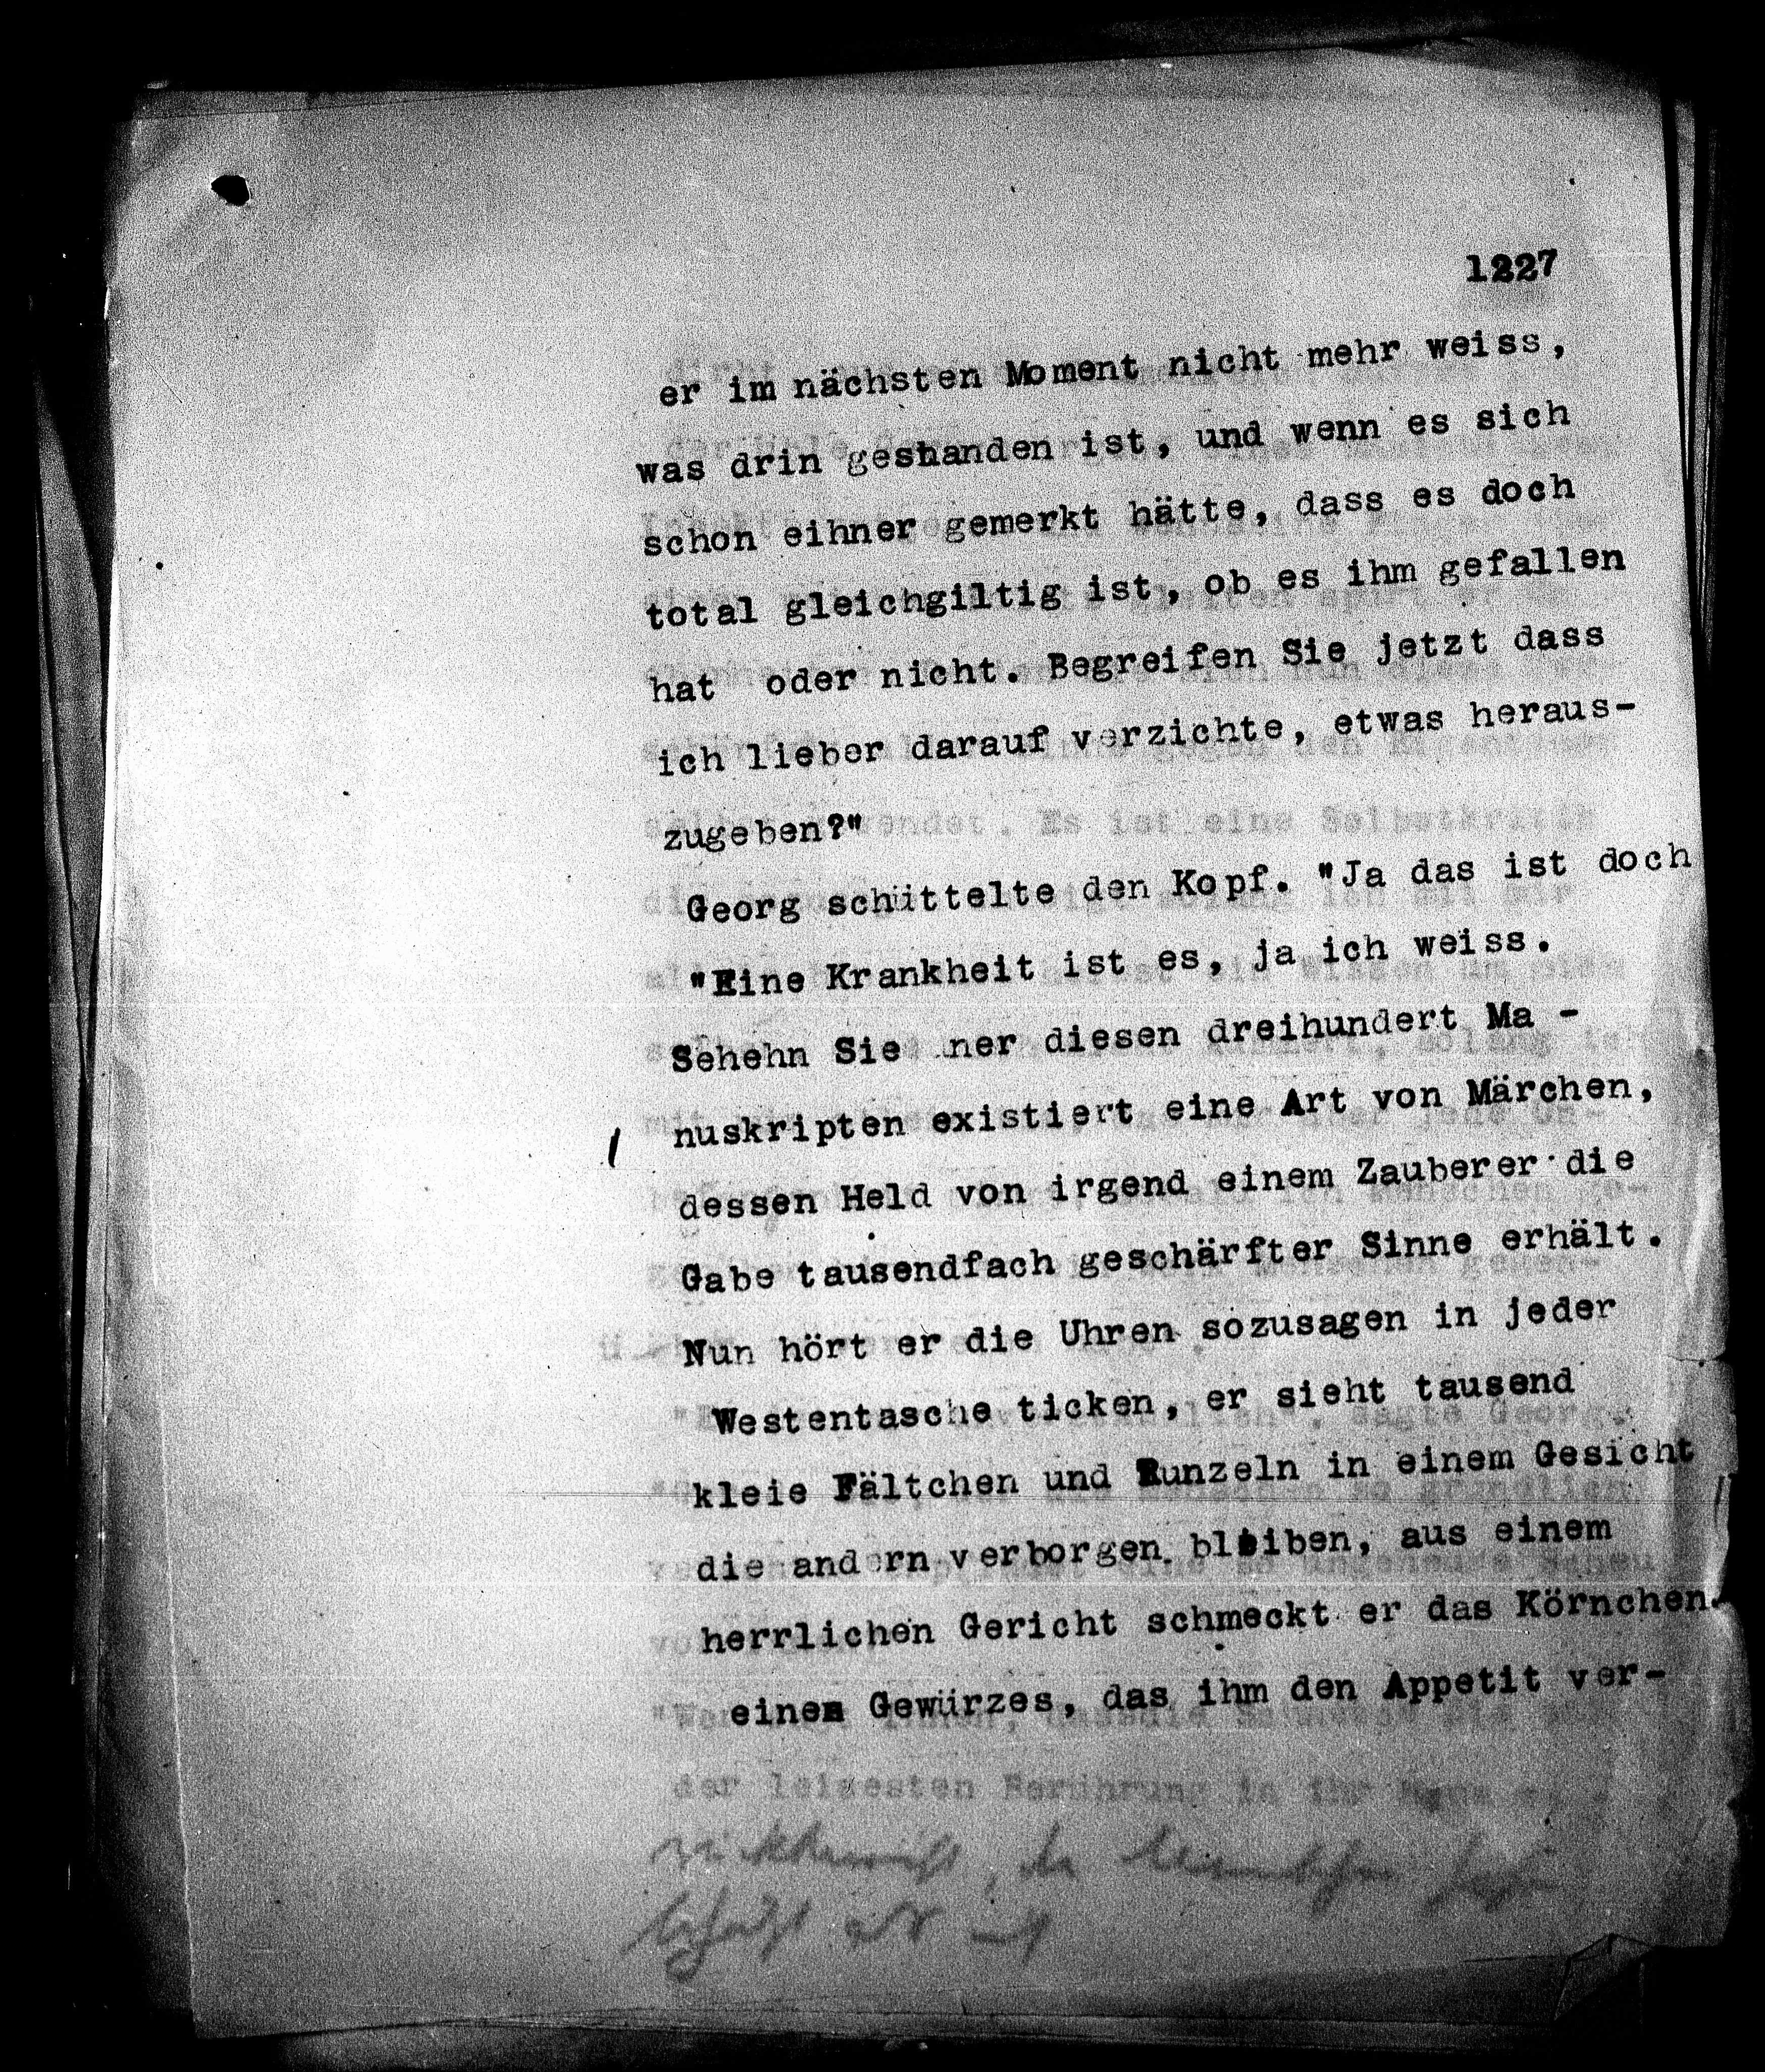 1227
er im nächsten Moment nicht mehr weiss,
was drin geshanden ist, und wenn es sich
schon eihner gemerkt hätte, dass es doch
total gleichgiltig ist, ob es ihm gefallen
hat oder nicht. Begreifen Sie jetzt dass
ich lieber darauf verzichte, etwas heraus-
zugeben?"
Georg schüttelte den Kopf. "Ja das ist doch
"Eine Krankheit ist es, ja ich weiss.
Sehehn Sie ner diesen dreihundert Ma -
nuskripten existiert eine Art von Märchen,
dessen Held von irgend einem Zauberer die
Gabe tausendfach geschärfter Sinne erhält.
Nun hört er die Uhren sozusagen in jeder
Westentasche ticken, er sieht tausend
kleie Fältchen und Runzeln in einem Gesicht
die andern verborgen bleiben, aus einem
herrlichen Gericht schmeckt er das Körnchen
eines Gewürzes, das ihm den Appetit ver-